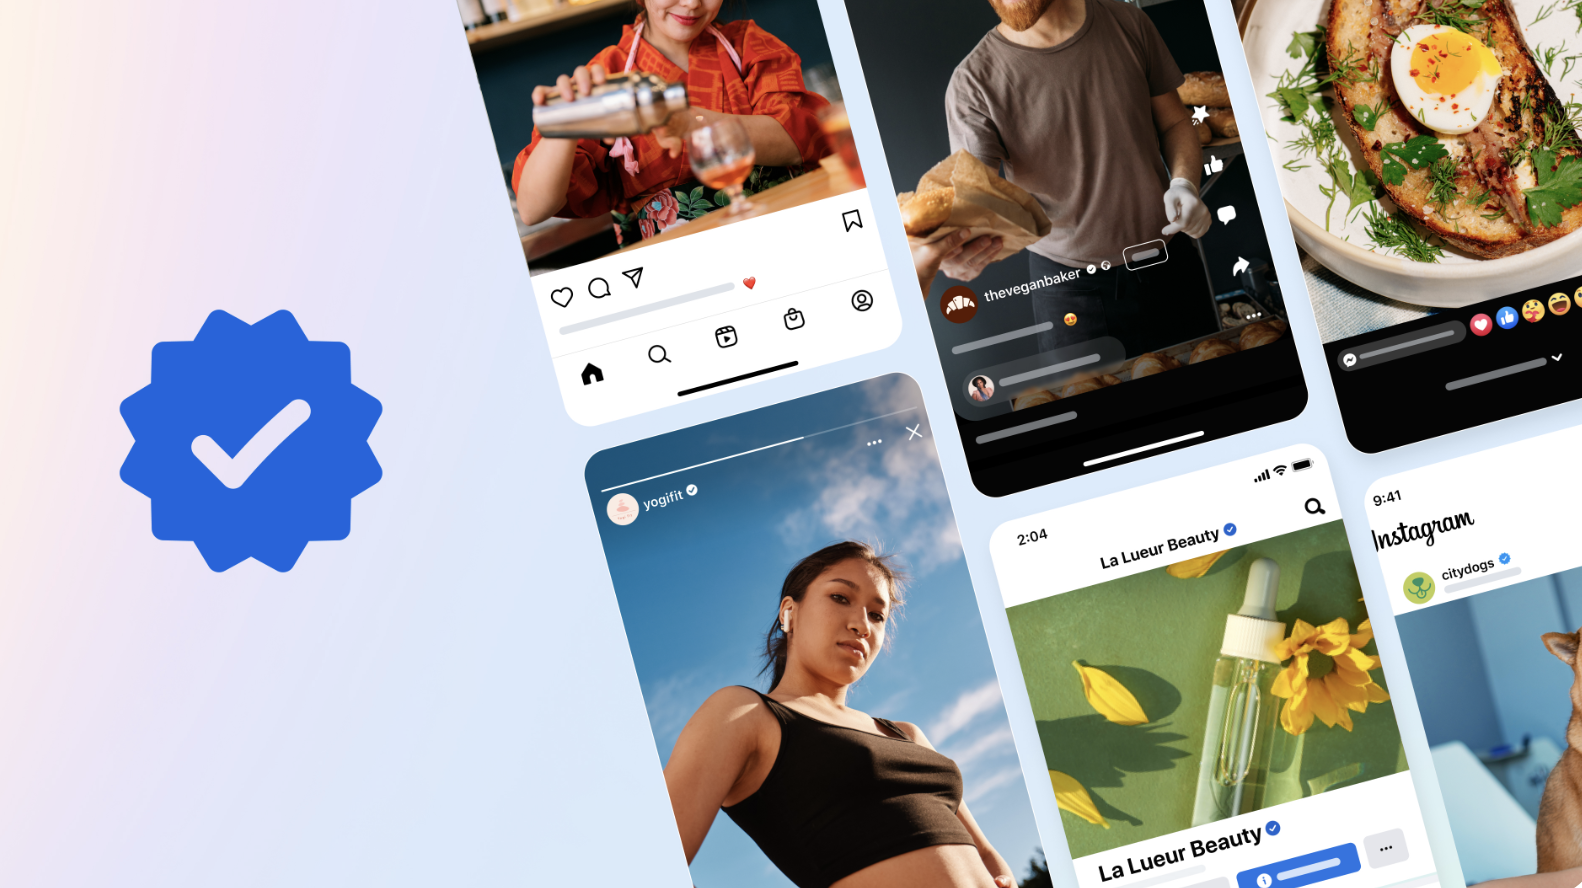 theveganbaker
yogifit
2:04
La Lueur Beauty
La Lueur Beauty
9:41
Instagram
citydogs